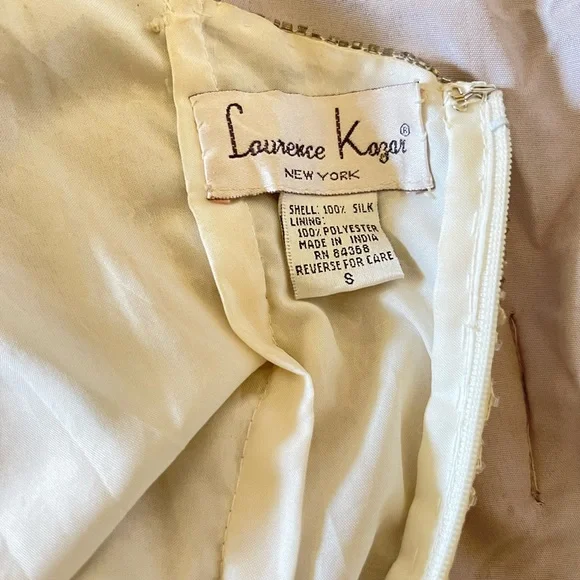 Laurence Kazar ®
NEW YORK
SHELL: 100% SILK
LINING:
100% POLYESTER
MADE IN INDIA
RN 84368
REVERSE FOR CARE
S